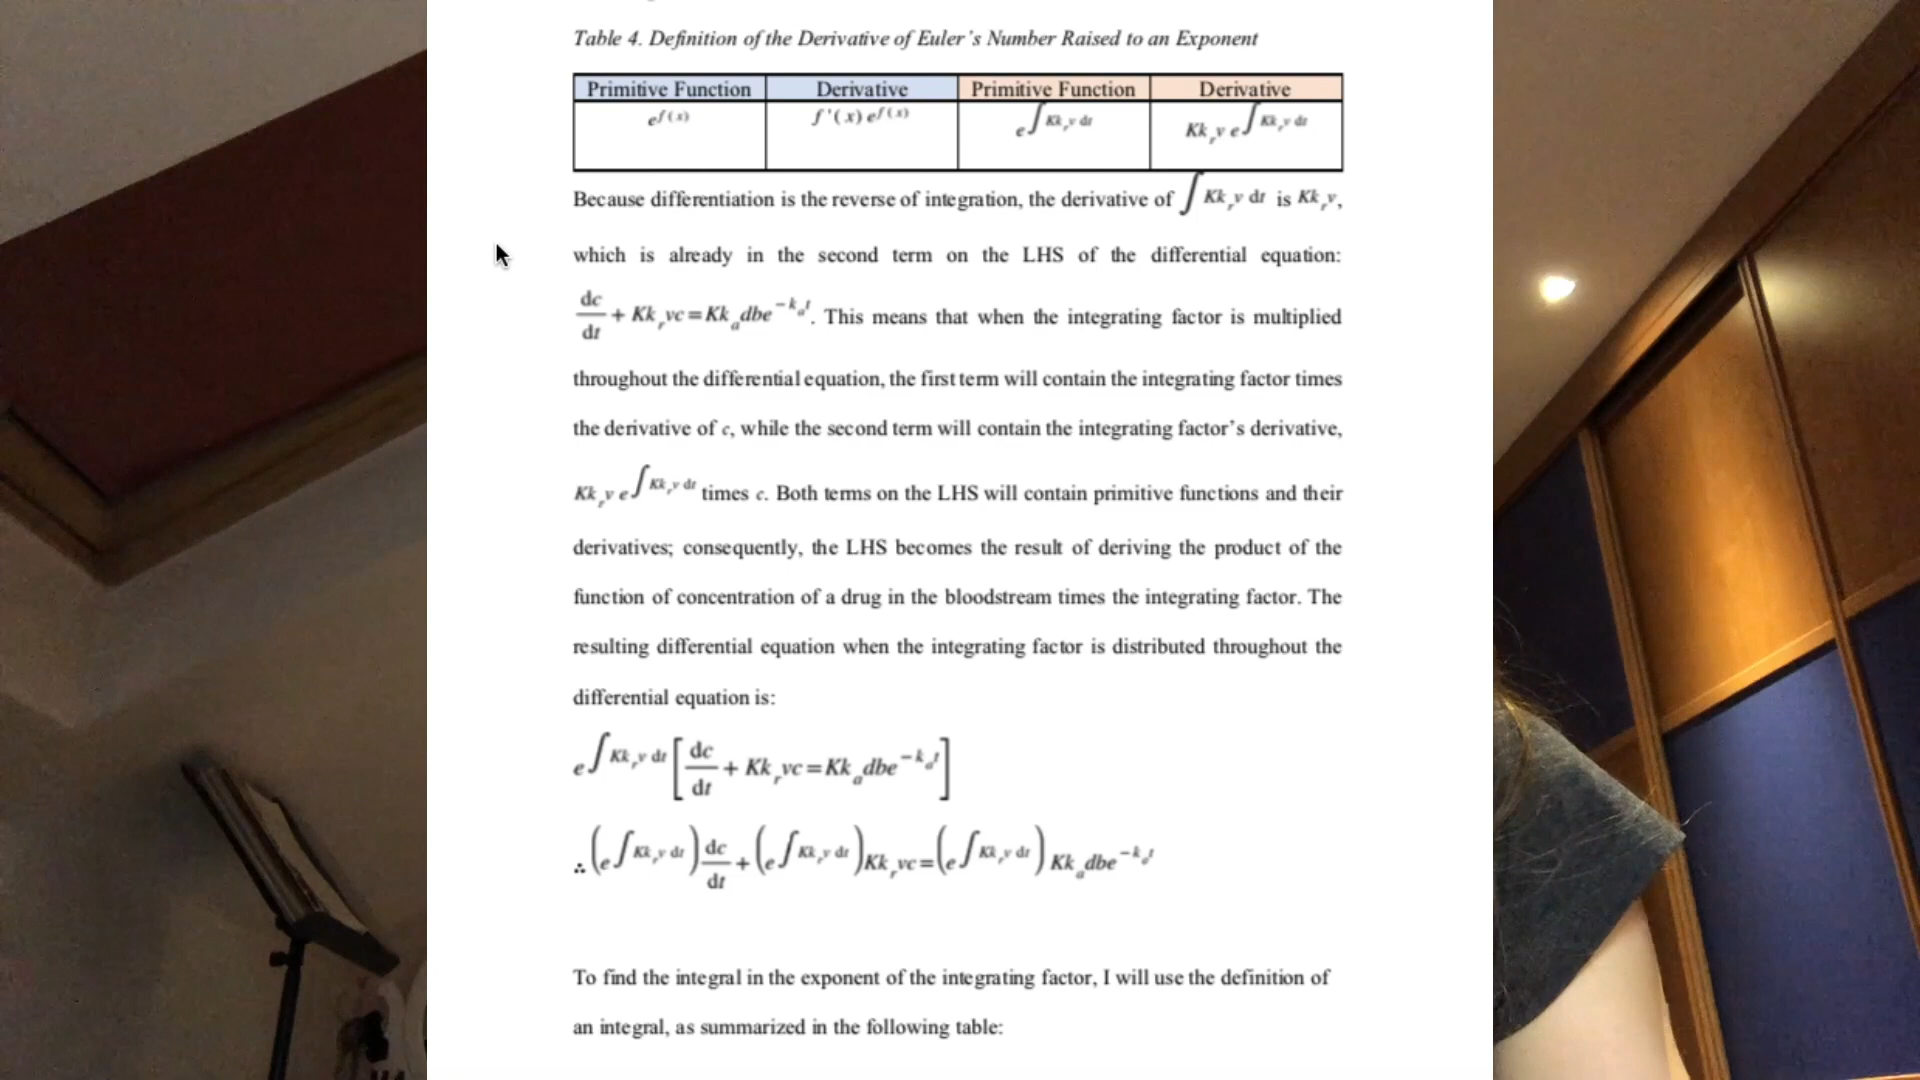 Table 4. Definition of the Derivative of Euler's Number Raised to an Exponent
Primitive Function Derivative Primitive Function Derivative
e^{f(x)} f'(x) e^{f(x)} e^{∫Kk_r v dt} Kk_r v e^{∫Kk_r v dt}
Because differentiation is the reverse of integration, the derivative of ∫Kk_r v dt is Kk_r v,
which is already in the second term on the LHS of the differential equation:
dc/dt + Kk_r vc = Kk_a dbe^{-k_a t}. This means that when the integrating factor is multiplied
throughout the differential equation, the first term will contain the integrating factor times
the derivative of c, while the second term will contain the integrating factor's derivative,
Kk_r v e^{∫Kk_r v dt} times c. Both terms on the LHS will contain primitive functions and their
derivatives; consequently, the LHS becomes the result of deriving the product of the
function of concentration of a drug in the bloodstream times the integrating factor. The
resulting differential equation when the integrating factor is distributed throughout the
differential equation is:
e^{∫Kk_r v dt} [dc/dt + Kk_r vc = Kk_a dbe^{-k_a t}]
∴ (e^{∫Kk_r v dt}) dc/dt + (e^{∫Kk_r v dt}) Kk_r vc = (e^{∫Kk_r v dt}) Kk_a dbe^{-k_a t}
To find the integral in the exponent of the integrating factor, I will use the definition of
an integral, as summarized in the following table: